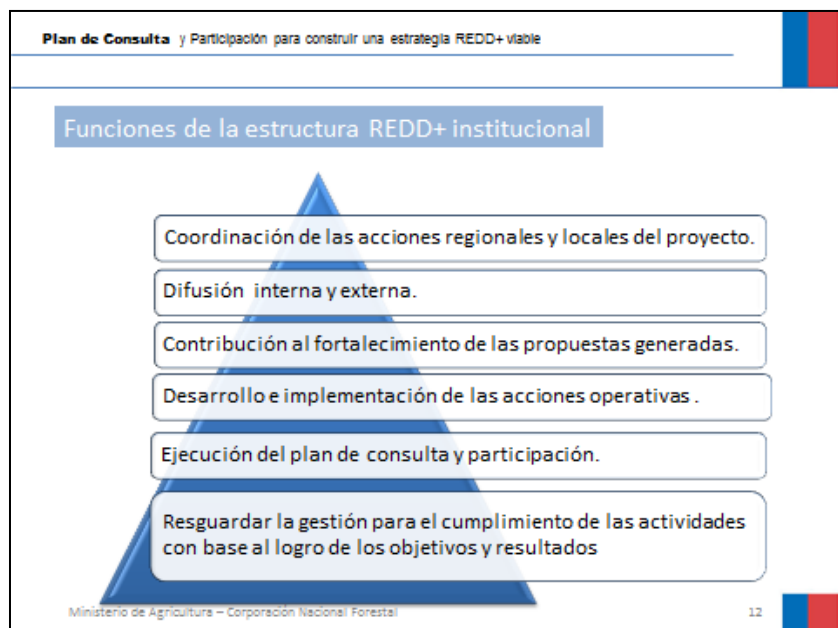 Plan de Consulta y Participación para construir una estrategia REDD+ viable
Funciones de la estructura REDD+ institucional
Coordinación de las acciones regionales y locales del proyecto.
Difusión interna y externa.
Contribución al fortalecimiento de las propuestas generadas.
Desarrollo e implementación de las acciones operativas .
Ejecución del plan de consulta y participación.
Resguardar la gestión para el cumplimiento de las actividades
con base al logro de los objetivos y resultados
Ministerio de Agricultura – Corporación Nacional Forestal
12